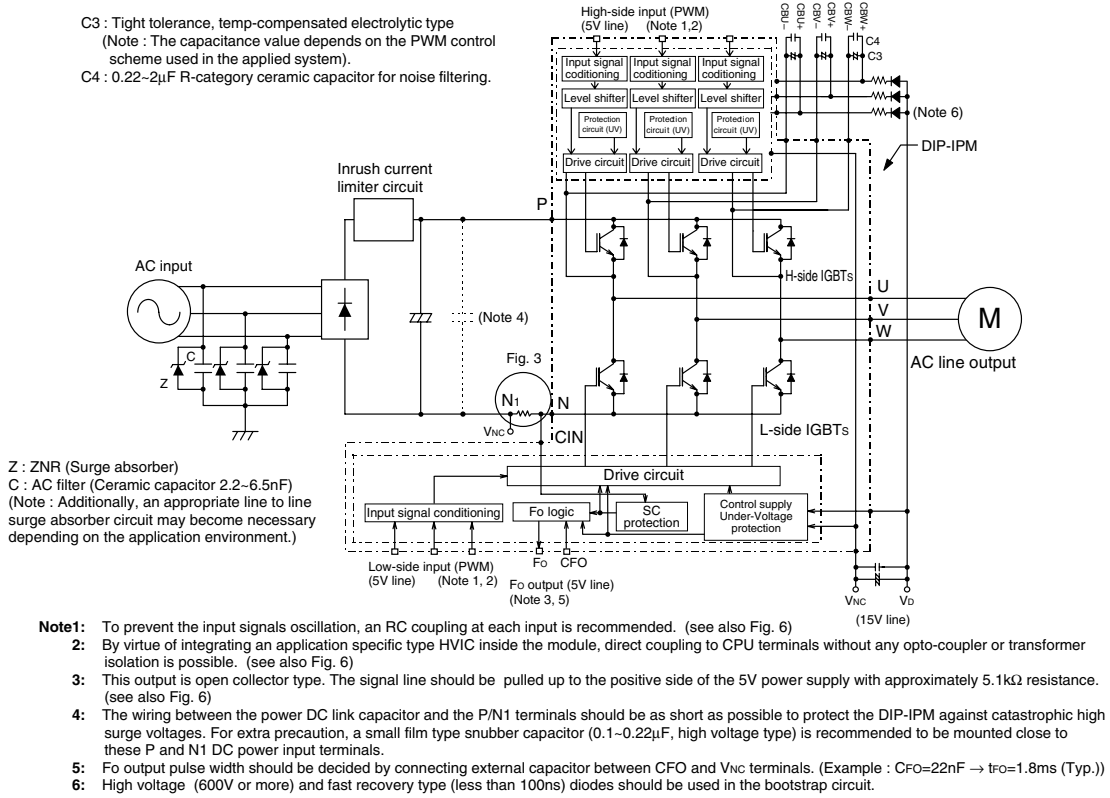 C3 : Tight tolerance, temp-compensated electrolytic type
(Note : The capacitance value depends on the PWM control
scheme used in the applied system).
C4 : 0.22~2μF R-category ceramic capacitor for noise filtering.
High-side input (PWM)
(5V line) (Note 1,2)
CBU–
CBU+
CBV–
CBV+
CBW–
CBW+
C4
C3
Input signal coditioning
Input signal coditioning
Input signal coditioning
Level shifter
Level shifter
Level shifter
Protection circuit (UV)
Protection circuit (UV)
Protection circuit (UV)
Drive circuit
Drive circuit
Drive circuit
(Note 6)
DIP-IPM
Inrush current
limiter circuit
P
AC input
H-side IGBTS
U
V
W
M
AC line output
(Note 4)
C
Z
Fig. 3
N1
N
VNC
CIN
L-side IGBTS
Z : ZNR (Surge absorber)
C : AC filter (Ceramic capacitor 2.2~6.5nF)
(Note : Additionally, an appropriate line to line
surge absorber circuit may become necessary
depending on the application environment.)
Drive circuit
Input signal conditioning
Fo logic
SC
protection
Control supply
Under-Voltage
protection
Low-side input (PWM)
(5V line) (Note 1, 2)
FO CFO
FO output (5V line)
(Note 3, 5)
VNC VD
(15V line)
Note1: To prevent the input signals oscillation, an RC coupling at each input is recommended. (see also Fig. 6)
2: By virtue of integrating an application specific type HVIC inside the module, direct coupling to CPU terminals without any opto-coupler or transformer
isolation is possible. (see also Fig. 6)
3: This output is open collector type. The signal line should be pulled up to the positive side of the 5V power supply with approximately 5.1kΩ resistance.
(see also Fig. 6)
4: The wiring between the power DC link capacitor and the P/N1 terminals should be as short as possible to protect the DIP-IPM against catastrophic high
surge voltages. For extra precaution, a small film type snubber capacitor (0.1~0.22μF, high voltage type) is recommended to be mounted close to
these P and N1 DC power input terminals.
5: Fo output pulse width should be decided by connecting external capacitor between CFO and VNC terminals. (Example : CFO=22nF → tFO=1.8ms (Typ.))
6: High voltage (600V or more) and fast recovery type (less than 100ns) diodes should be used in the bootstrap circuit.